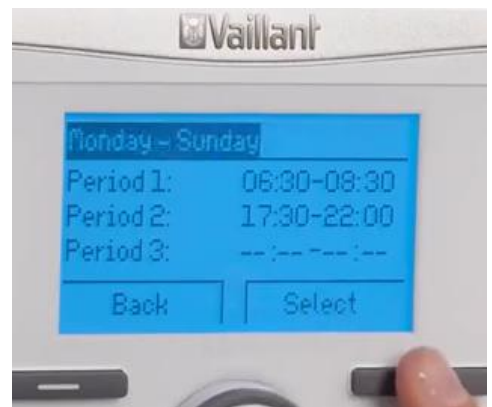 Vaillant
Monday - Sunday
Period 1: 06:30-08:30
Period 2: 17:30-22:00
Period 3: --:-- - --:--
Back Select